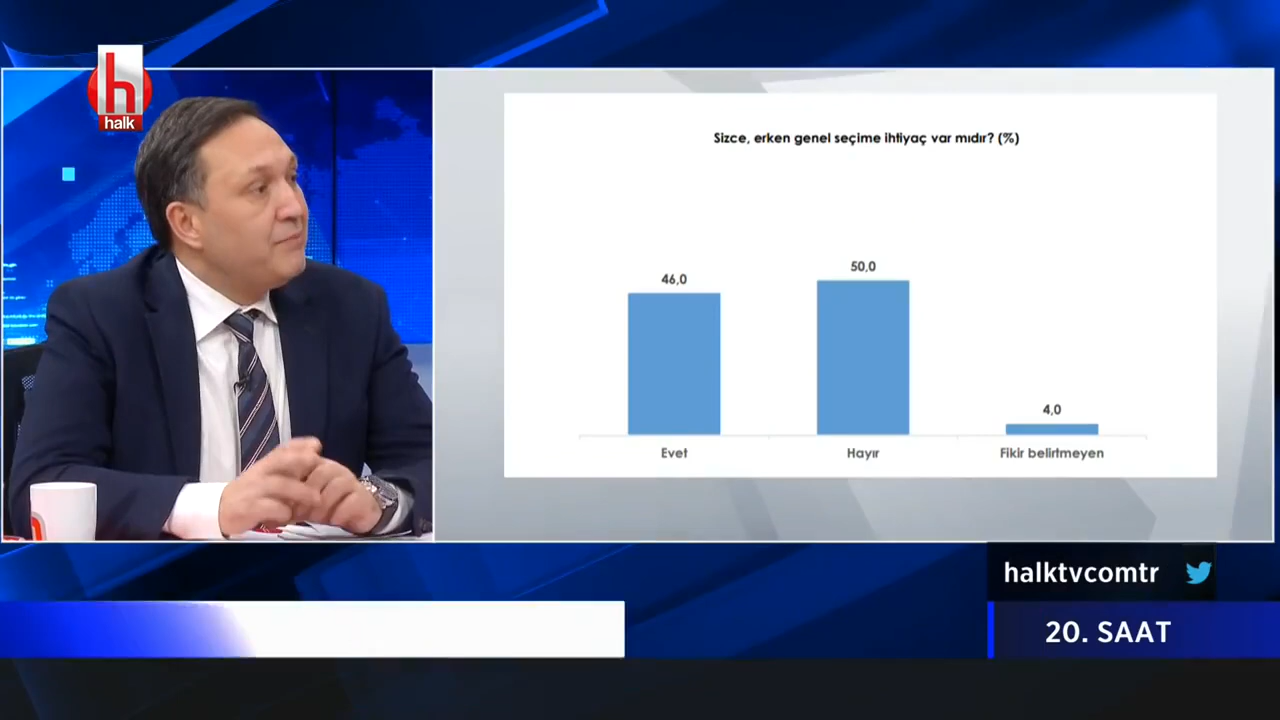 h
halk
Sizce, erken genel seçime ihtiyaç var mıdır? (%)
46,0
50,0
4,0
Evet
Hayır
Fikir belirtmeyen
halktvcomtr
20. SAAT